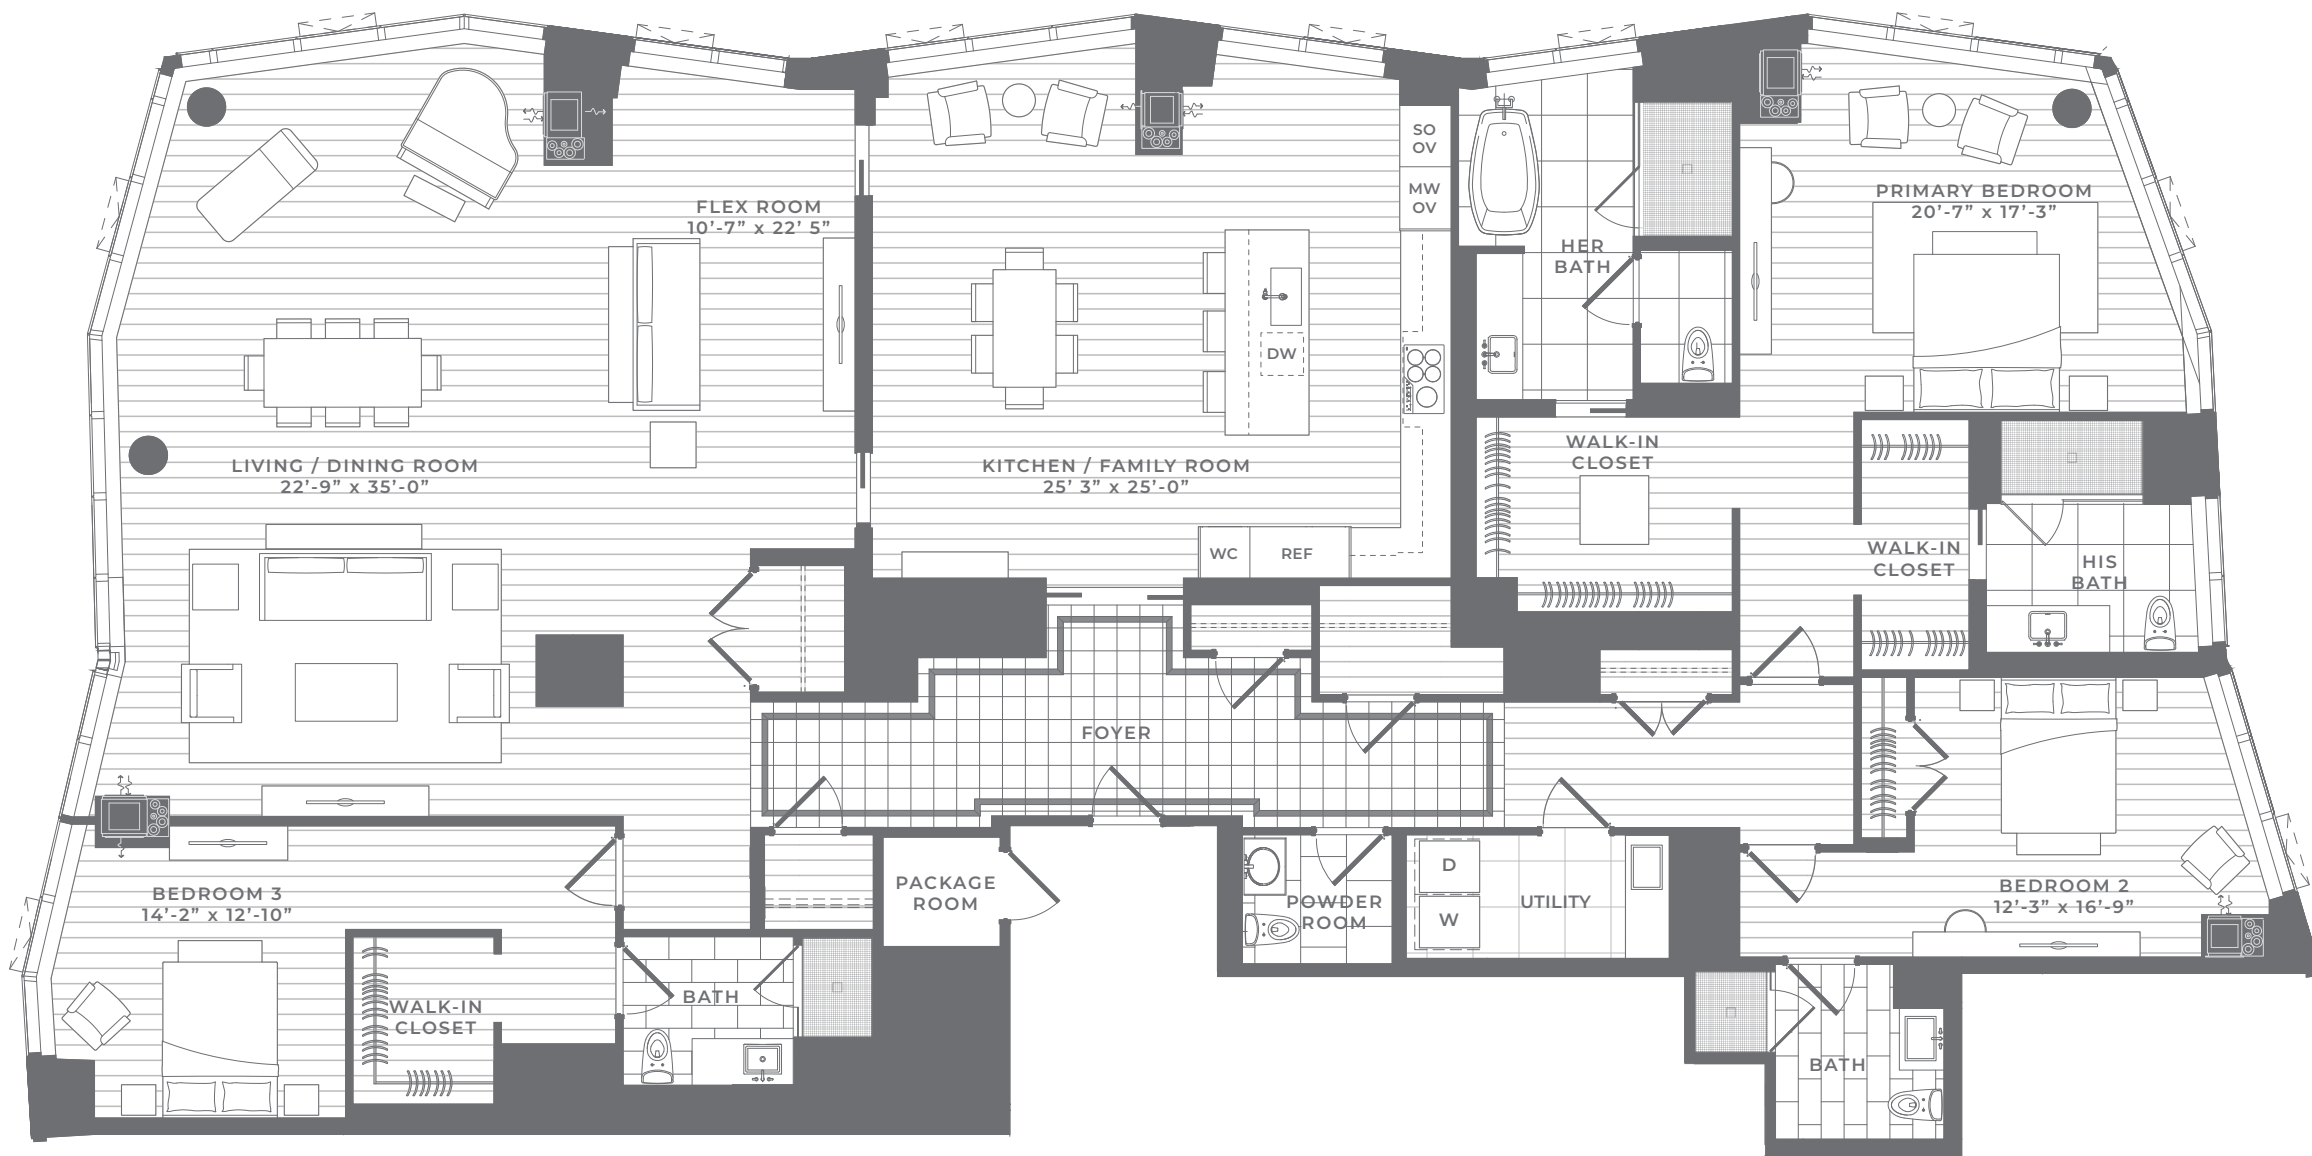 SO
OV
MW
OV
FLEX ROOM
10’-7” x 22’ 5”
PRIMARY BEDROOM
20’-7” x 17’-3”
HER
BATH
DW
LIVING / DINING ROOM
22’-9” x 35’-0”
KITCHEN / FAMILY ROOM
25’ 3” x 25’-0”
WALK-IN
CLOSET
WC
REF
WALK-IN
CLOSET
HIS
BATH
FOYER
BEDROOM 3
14’-2” x 12’-10”
PACKAGE
ROOM
POWDER
ROOM
D
W
UTILITY
BEDROOM 2
12’-3” x 16’-9”
WALK-IN
CLOSET
BATH
BATH